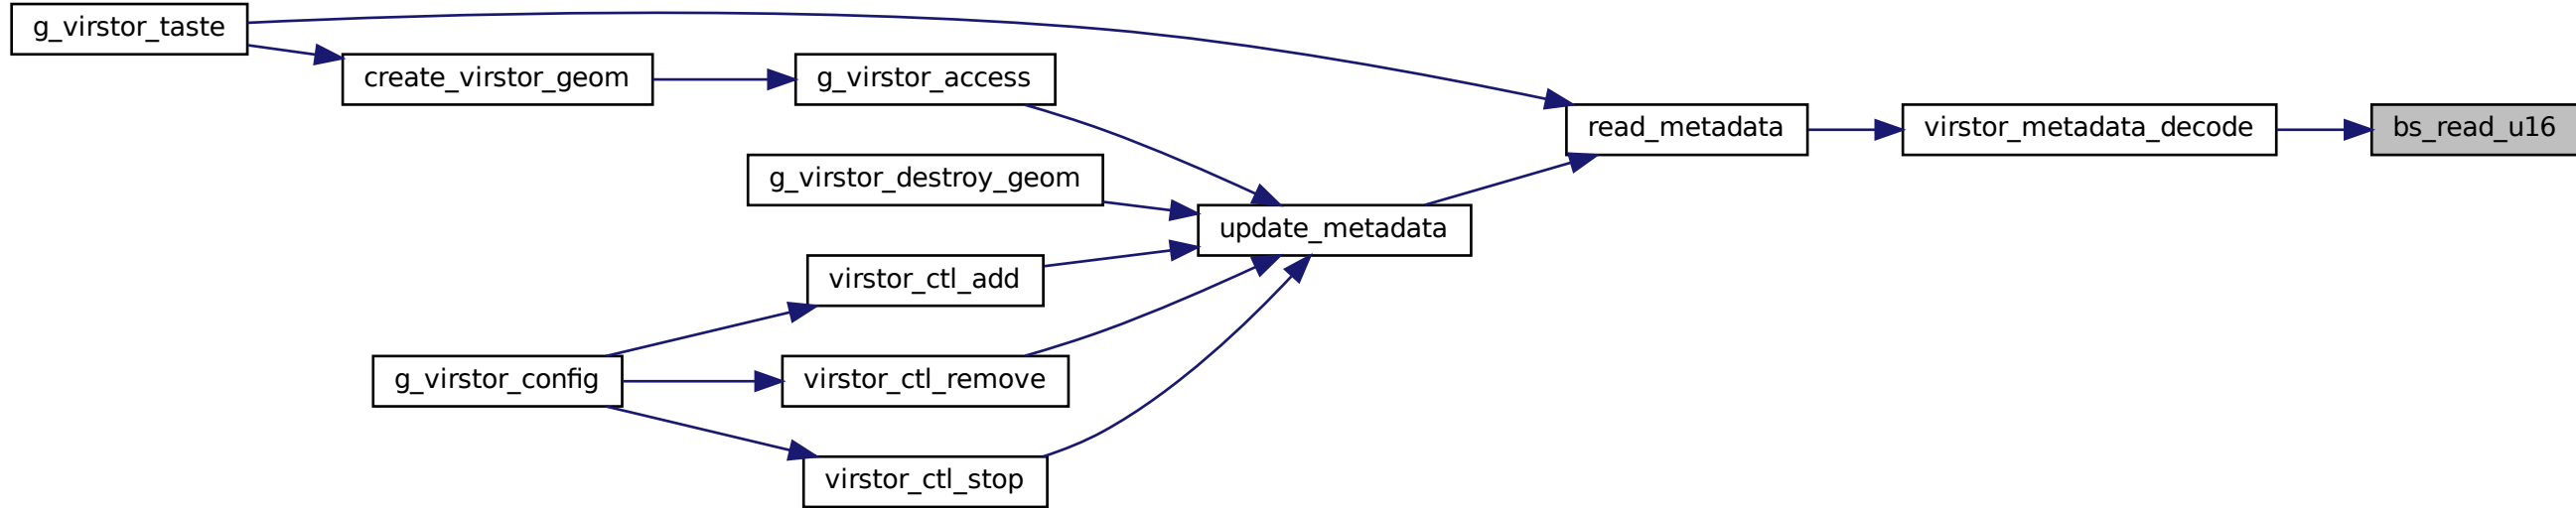 g_virstor_taste
create_virstor_geom
g_virstor_access
read_metadata
virstor_metadata_decode
bs_read_u16
g_virstor_destroy_geom
update_metadata
virstor_ctl_add
g_virstor_config
virstor_ctl_remove
virstor_ctl_stop